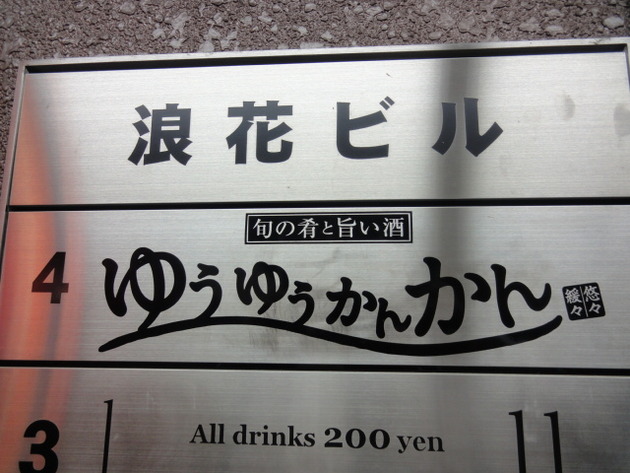 浪花ビル
旬の肴と旨い酒
4 ゆうゆうかんかん 悠々緩々
3 All drinks 200 yen